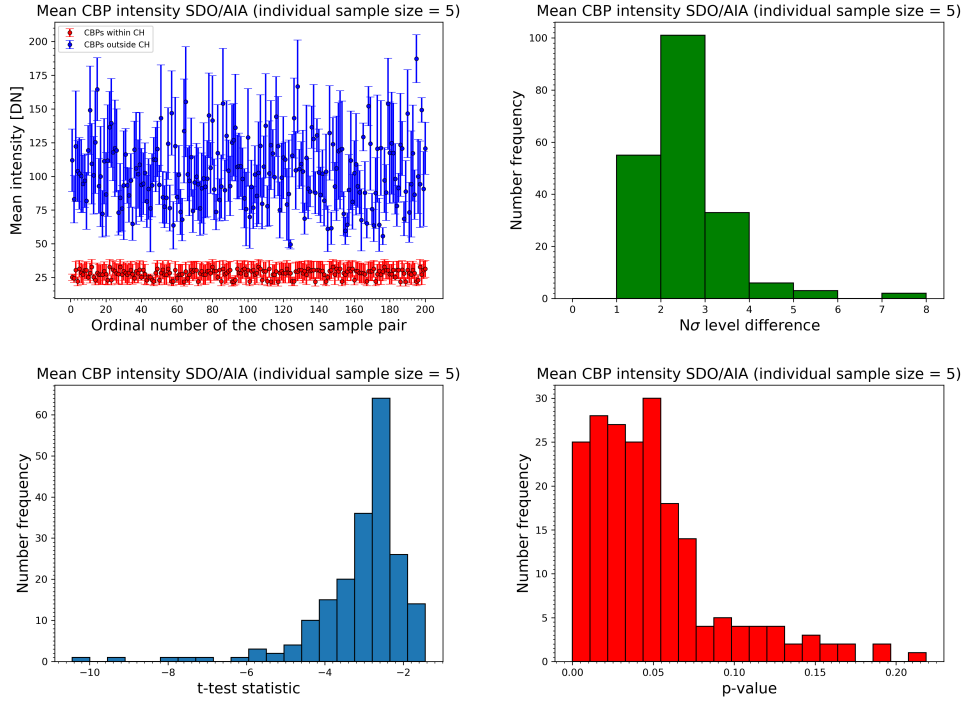 Mean CBP intensity SDO/AIA (individual sample size = 5)
CBPs within CH
CBPs outside CH
Mean intensity [DN]
200
175
150
125
100
75
50
25
0 20 40 60 80 100 120 140 160 180 200
Ordinal number of the chosen sample pair
Mean CBP intensity SDO/AIA (individual sample size = 5)
Number frequency
100
80
60
40
20
0
0 1 2 3 4 5 6 7 8
Nσ level difference
Mean CBP intensity SDO/AIA (individual sample size = 5)
Number frequency
60
50
40
30
20
10
0
−10 −8 −6 −4 −2
t-test statistic
Mean CBP intensity SDO/AIA (individual sample size = 5)
Number frequency
30
25
20
15
10
5
0
0.00 0.05 0.10 0.15 0.20
p-value